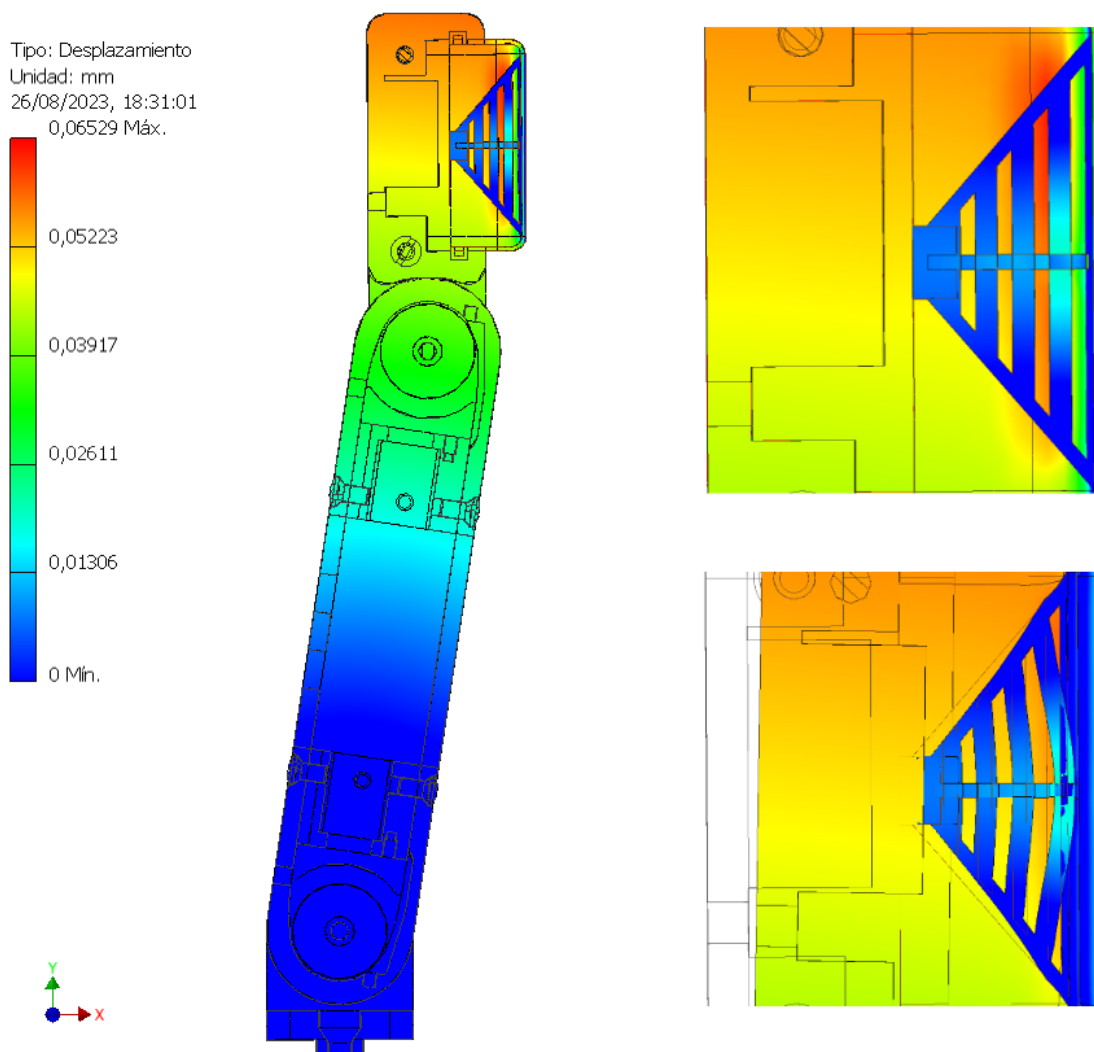 Tipo: Desplazamiento
Unidad: mm
26/08/2023, 18:31:01
0,06529 Máx.
0,05223
0,03917
0,02611
0,01306
0 Mín.
Y
X